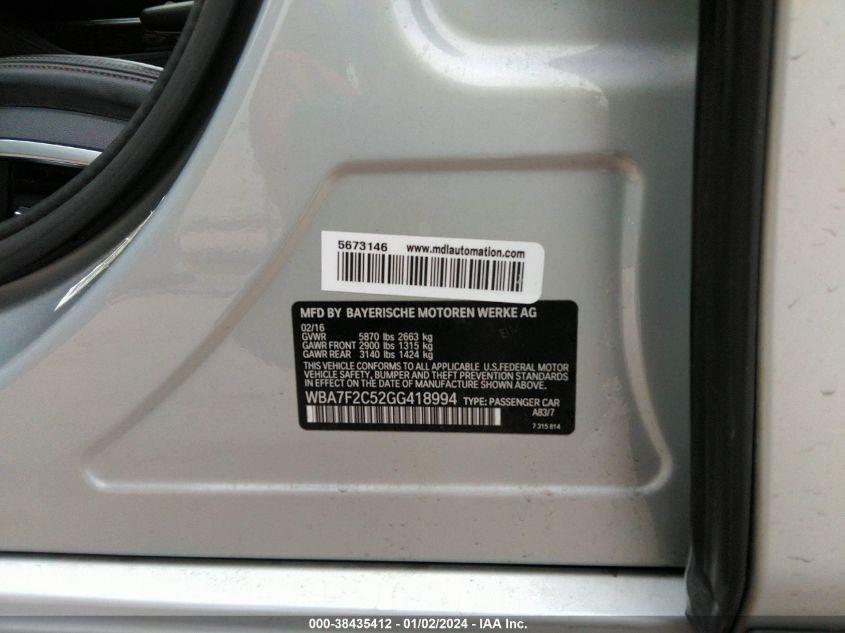 5673146 www.mdlautomation.com
MFD BY BAYERISCHE MOTOREN WERKE AG
02/16
GVWR 5870 lbs 2663 kg
GAWR FRONT 2900 lbs 1315 kg
GAWR REAR 3140 lbs 1424 kg
THIS CAR CONFORMS TO ALL APPLICABLE U.S.FEDERAL MOTOR
VEHICLE SAFETY, BUMPER AND THEFT PREVENTION STANDARDS
IN EFFECT ON THE DATE OF MANUFACTURE SHOWN ABOVE.
WBA7F2C52GG418994 TYPE: PASSENGER CAR
A83/7
7 315 814
000-38435412 - 01/02/2024 - IAA Inc.